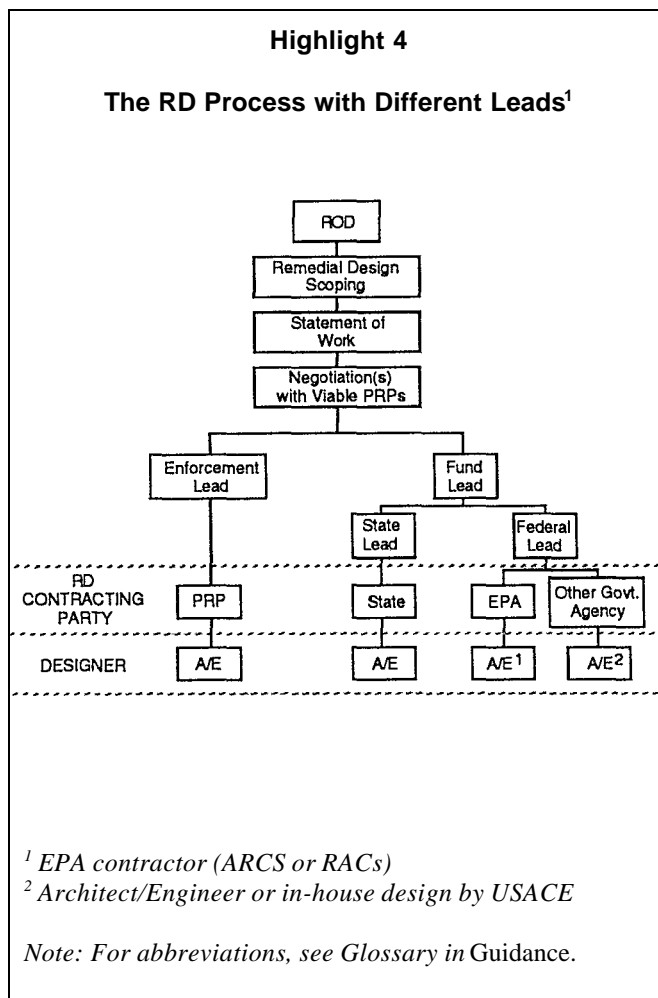 Highlight 4
The RD Process with Different Leads¹
ROD
Remedial Design
Scoping
Statement of
Work
Negotiation(s)
with Viable PRPs
Enforcement
Lead
Fund
Lead
State
Lead
Federal
Lead
RD
CONTRACTING
PARTY
PRP
State
EPA
Other Govt.
Agency
DESIGNER
A/E
A/E
A/E¹
A/E²
¹ EPA contractor (ARCS or RACs)
² Architect/Engineer or in-house design by USACE
Note: For abbreviations, see Glossary in Guidance.